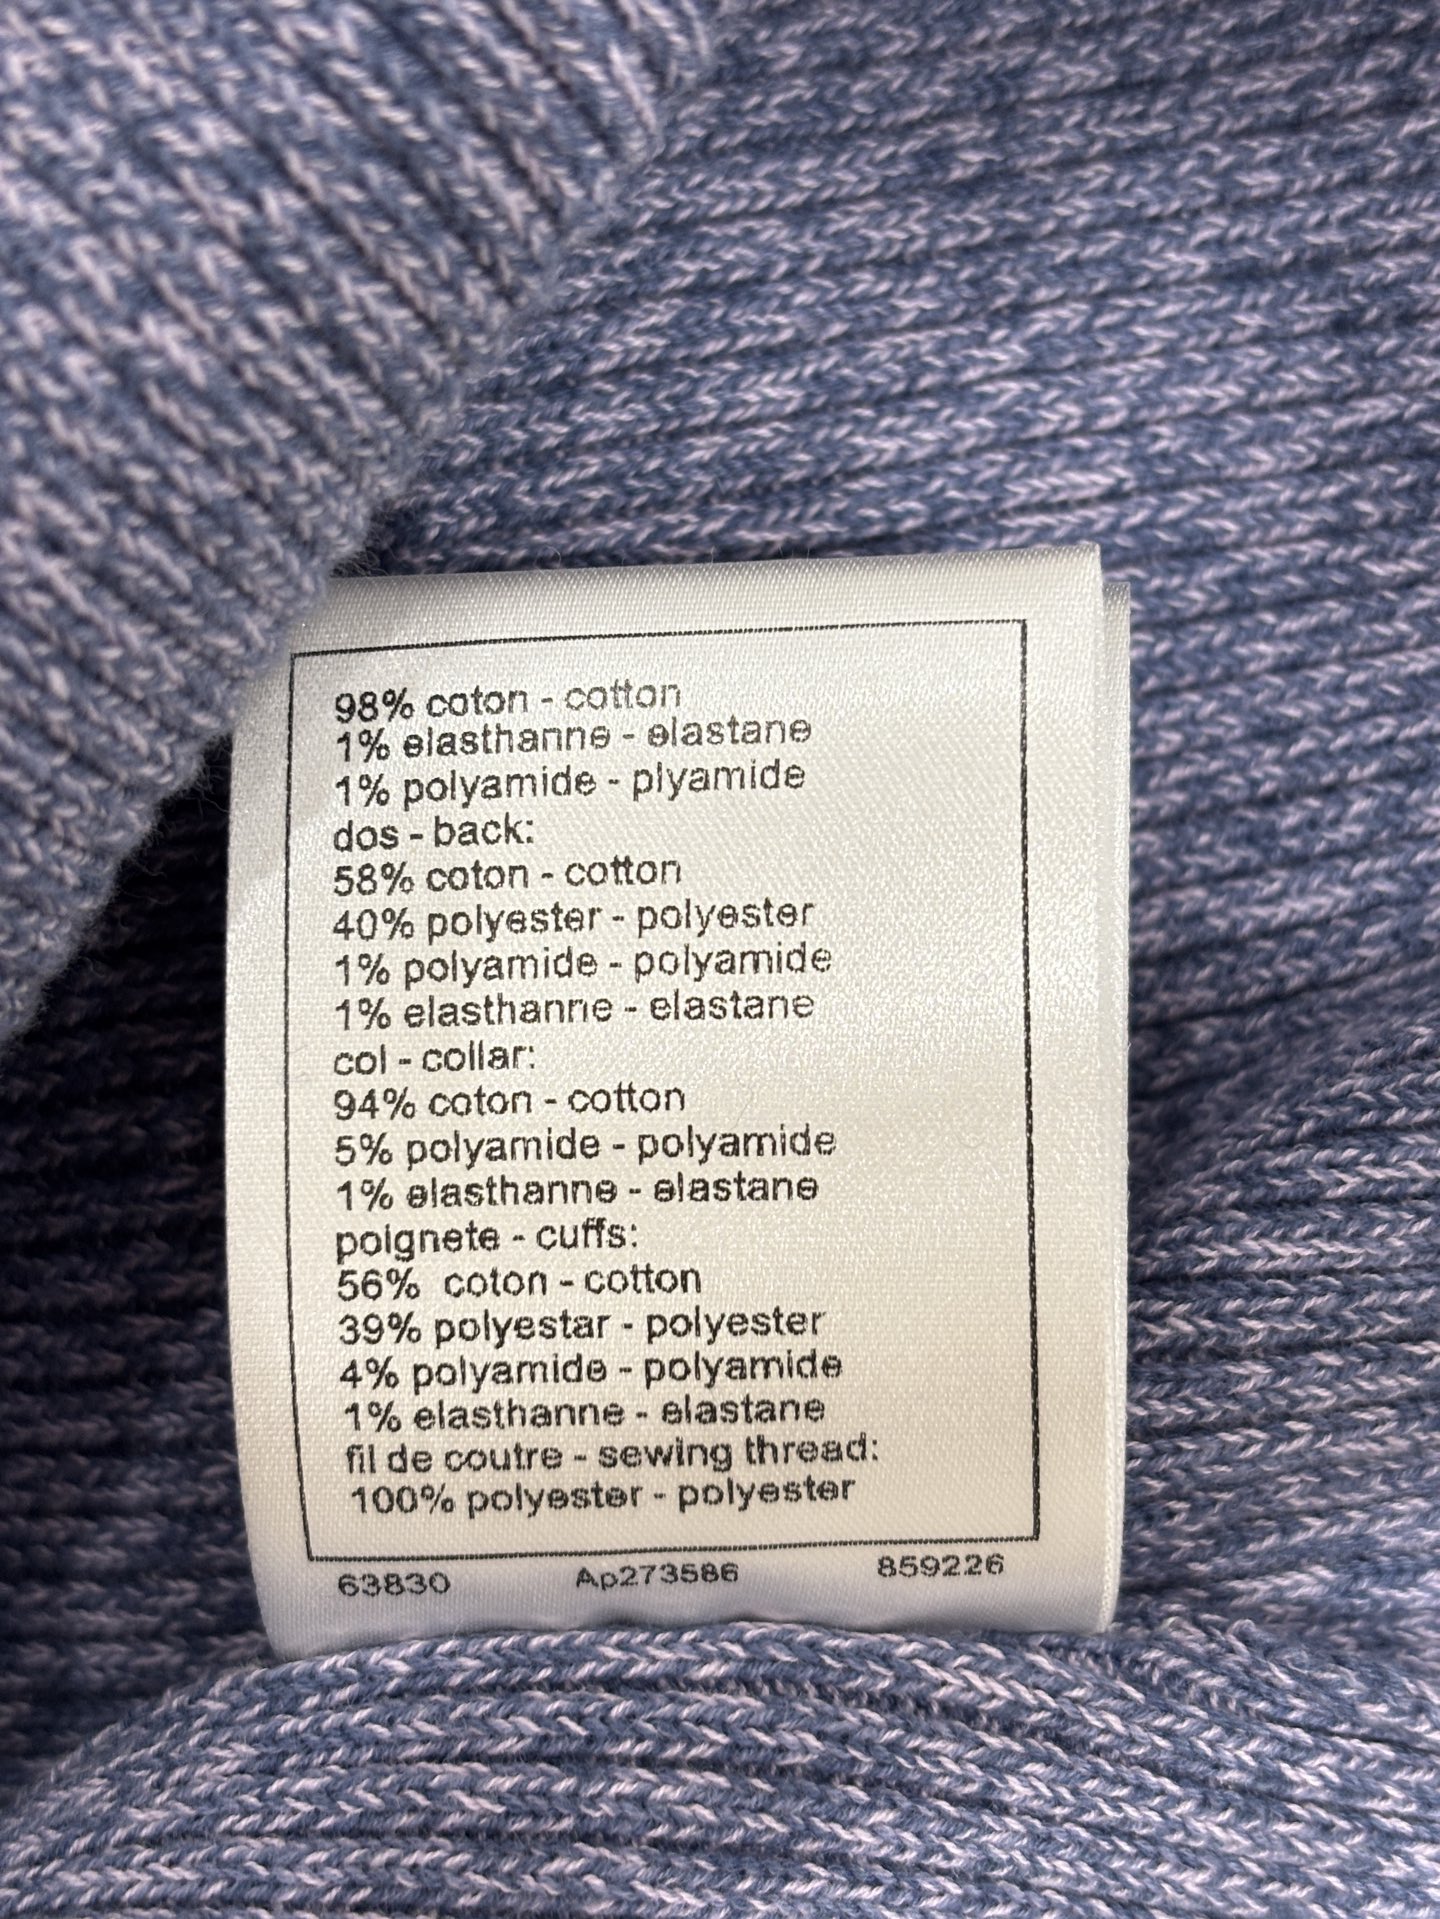 98% coton - cotton
1% elasthanne - elastane
1% polyamide - plyamide
dos - back:
58% coton - cotton
40% polyester - polyester
1% polyamide - polyamide
1% elasthanne - elastane
col - collar:
94% coton - cotton
5% polyamide - polyamide
1% elasthanne - elastane
poignete - cuffs:
56% coton - cotton
39% polyestar - polyester
4% polyamide - polyamide
1% elasthanne - elastane
fil de coutre - sewing thread:
100% polyester - polyester
63830 Ap273586 859226